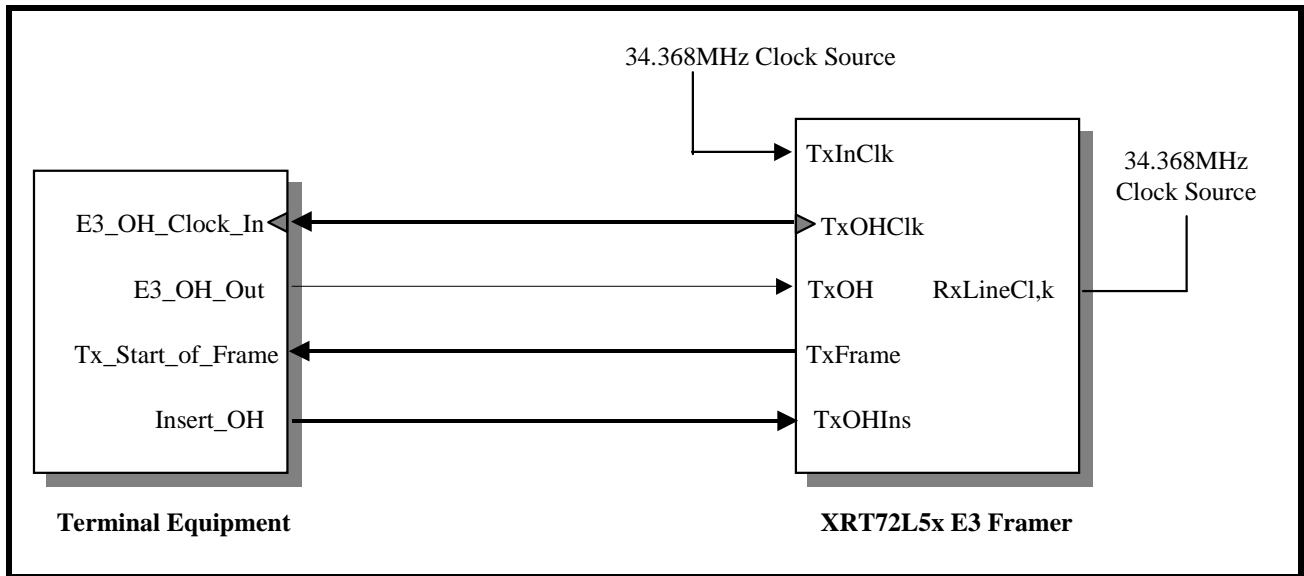 34.368MHz Clock Source
TxInClk
34.368MHz
Clock Source
E3_OH_Clock_In
TxOHClk
E3_OH_Out
TxOH
RxLineCl,k
Tx_Start_of_Frame
TxFrame
Insert_OH
TxOHIns
Terminal Equipment
XRT72L5x E3 Framer